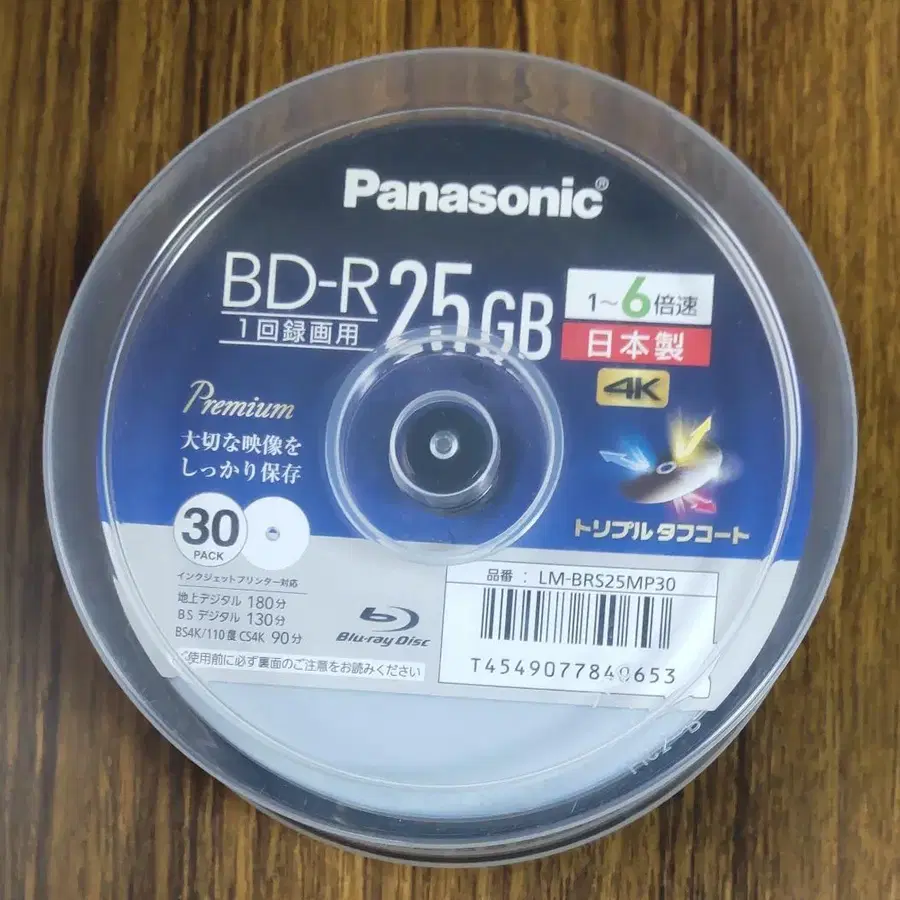 Panasonic®
BD-R 25GB
1回録画用
1～6倍速
日本製
4K
Premium
大切な映像を
しっかり保存
トリプル タフコート
30
PACK
インクジェットプリンター対応
地上デジタル 180分
BS デジタル 130分
BS4K/110度CS4K 90分
Blu-ray Disc
ご使用前に必ず裏面のご注意をお読みください
品番 : LM-BRS25MP30
T4549077840653